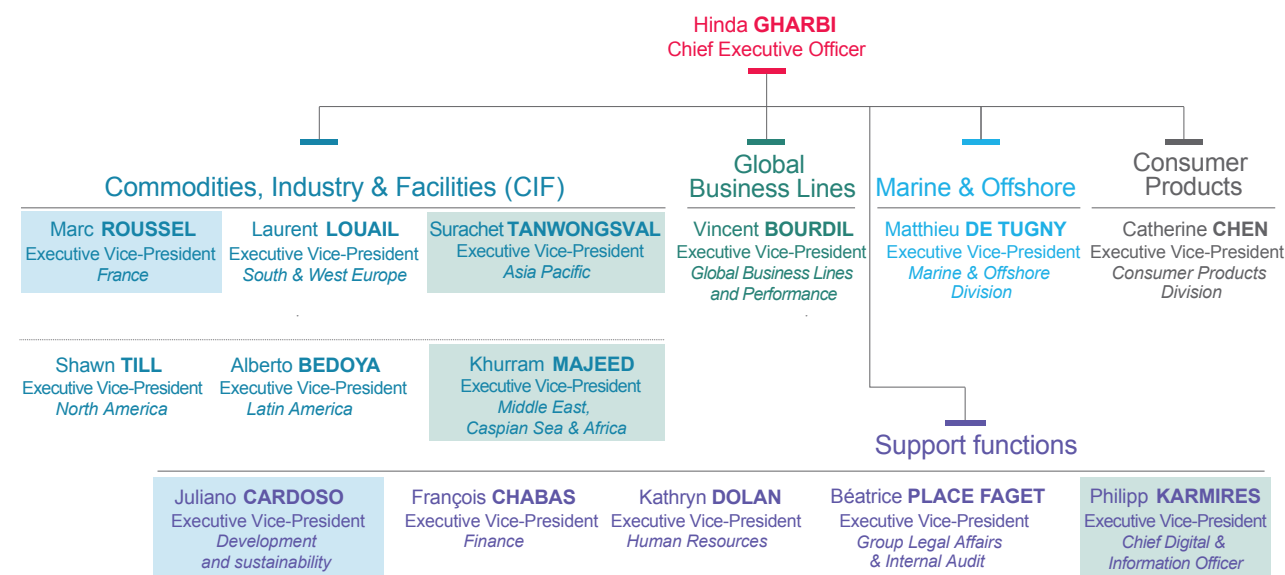 Hinda GHARBI
Chief Executive Officer
Commodities, Industry & Facilities (CIF)
Marc ROUSSEL
Executive Vice-President
France
Laurent LOUAIL
Executive Vice-President
South & West Europe
Surachet TANWONGSVAL
Executive Vice-President
Asia Pacific
Shawn TILL
Executive Vice-President
North America
Alberto BEDOYA
Executive Vice-President
Latin America
Khurram MAJEED
Executive Vice-President
Middle East,
Caspian Sea & Africa
Global
Business Lines
Vincent BOURDIL
Executive Vice-President
Global Business Lines
and Performance
Marine & Offshore
Matthieu DE TUGNY
Executive Vice-President
Marine & Offshore
Division
Consumer
Products
Catherine CHEN
Executive Vice-President
Consumer Products
Division
Support functions
Juliano CARDOSO
Executive Vice-President
Development
and sustainability
François CHABAS
Executive Vice-President
Finance
Kathryn DOLAN
Executive Vice-President
Human Resources
Béatrice PLACE FAGET
Executive Vice-President
Group Legal Affairs
& Internal Audit
Philipp KARMIRES
Executive Vice-President
Chief Digital &
Information Officer